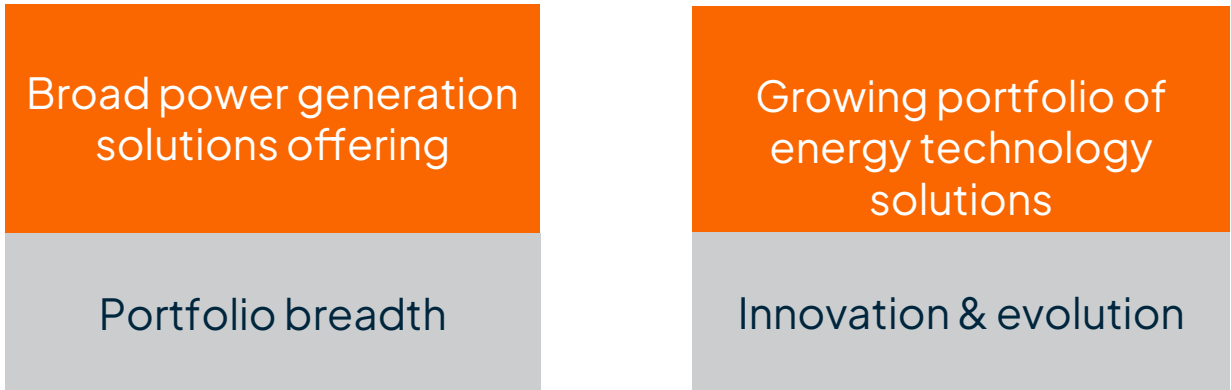 Broad power generation
solutions offering
Portfolio breadth
Growing portfolio of
energy technology
solutions
Innovation & evolution